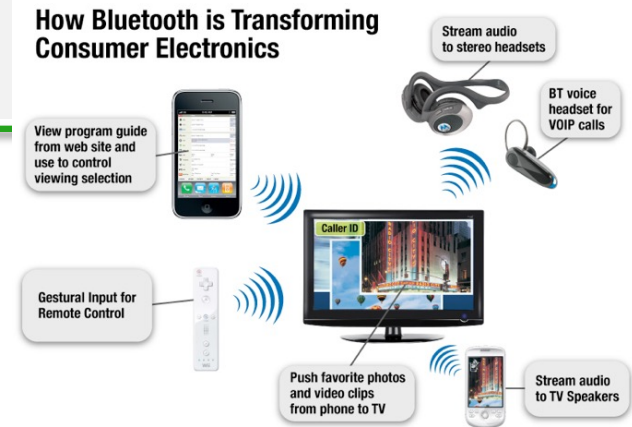 How Bluetooth is Transforming
Consumer Electronics
Stream audio
to stereo headsets
BT voice
headset for
VOIP calls
View program guide
from web site and
use to control
viewing selection
Caller ID
Gestural Input for
Remote Control
Push favorite photos
and video clips
from phone to TV
Stream audio
to TV Speakers